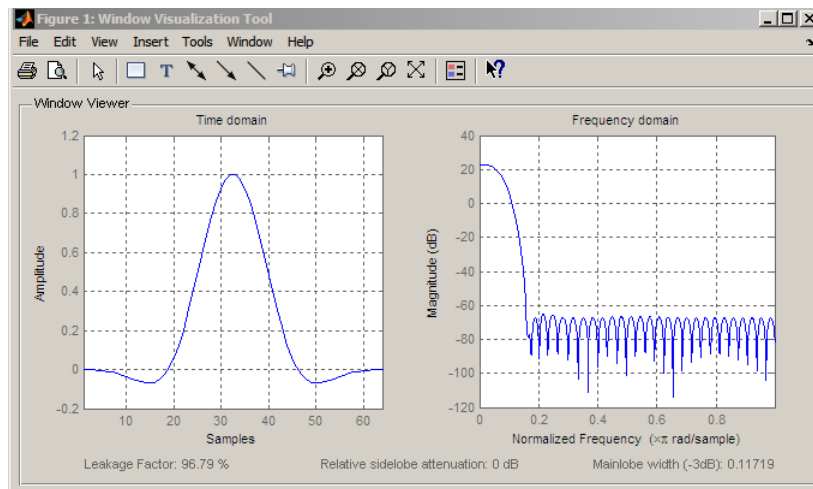 Figure 1: Window Visualization Tool
File Edit View Insert Tools Window Help
Window Viewer
Time domain
1.2
1
0.8
0.6
0.4
0.2
0
-0.2
10 20 30 40 50 60
Amplitude
Samples
Frequency domain
40
20
0
-20
-40
-60
-80
-100
-120
0 0.2 0.4 0.6 0.8
Magnitude (dB)
Normalized Frequency (×π rad/sample)
Leakage Factor: 96.79 % Relative sidelobe attenuation: 0 dB Mainlobe width (-3dB): 0.11719